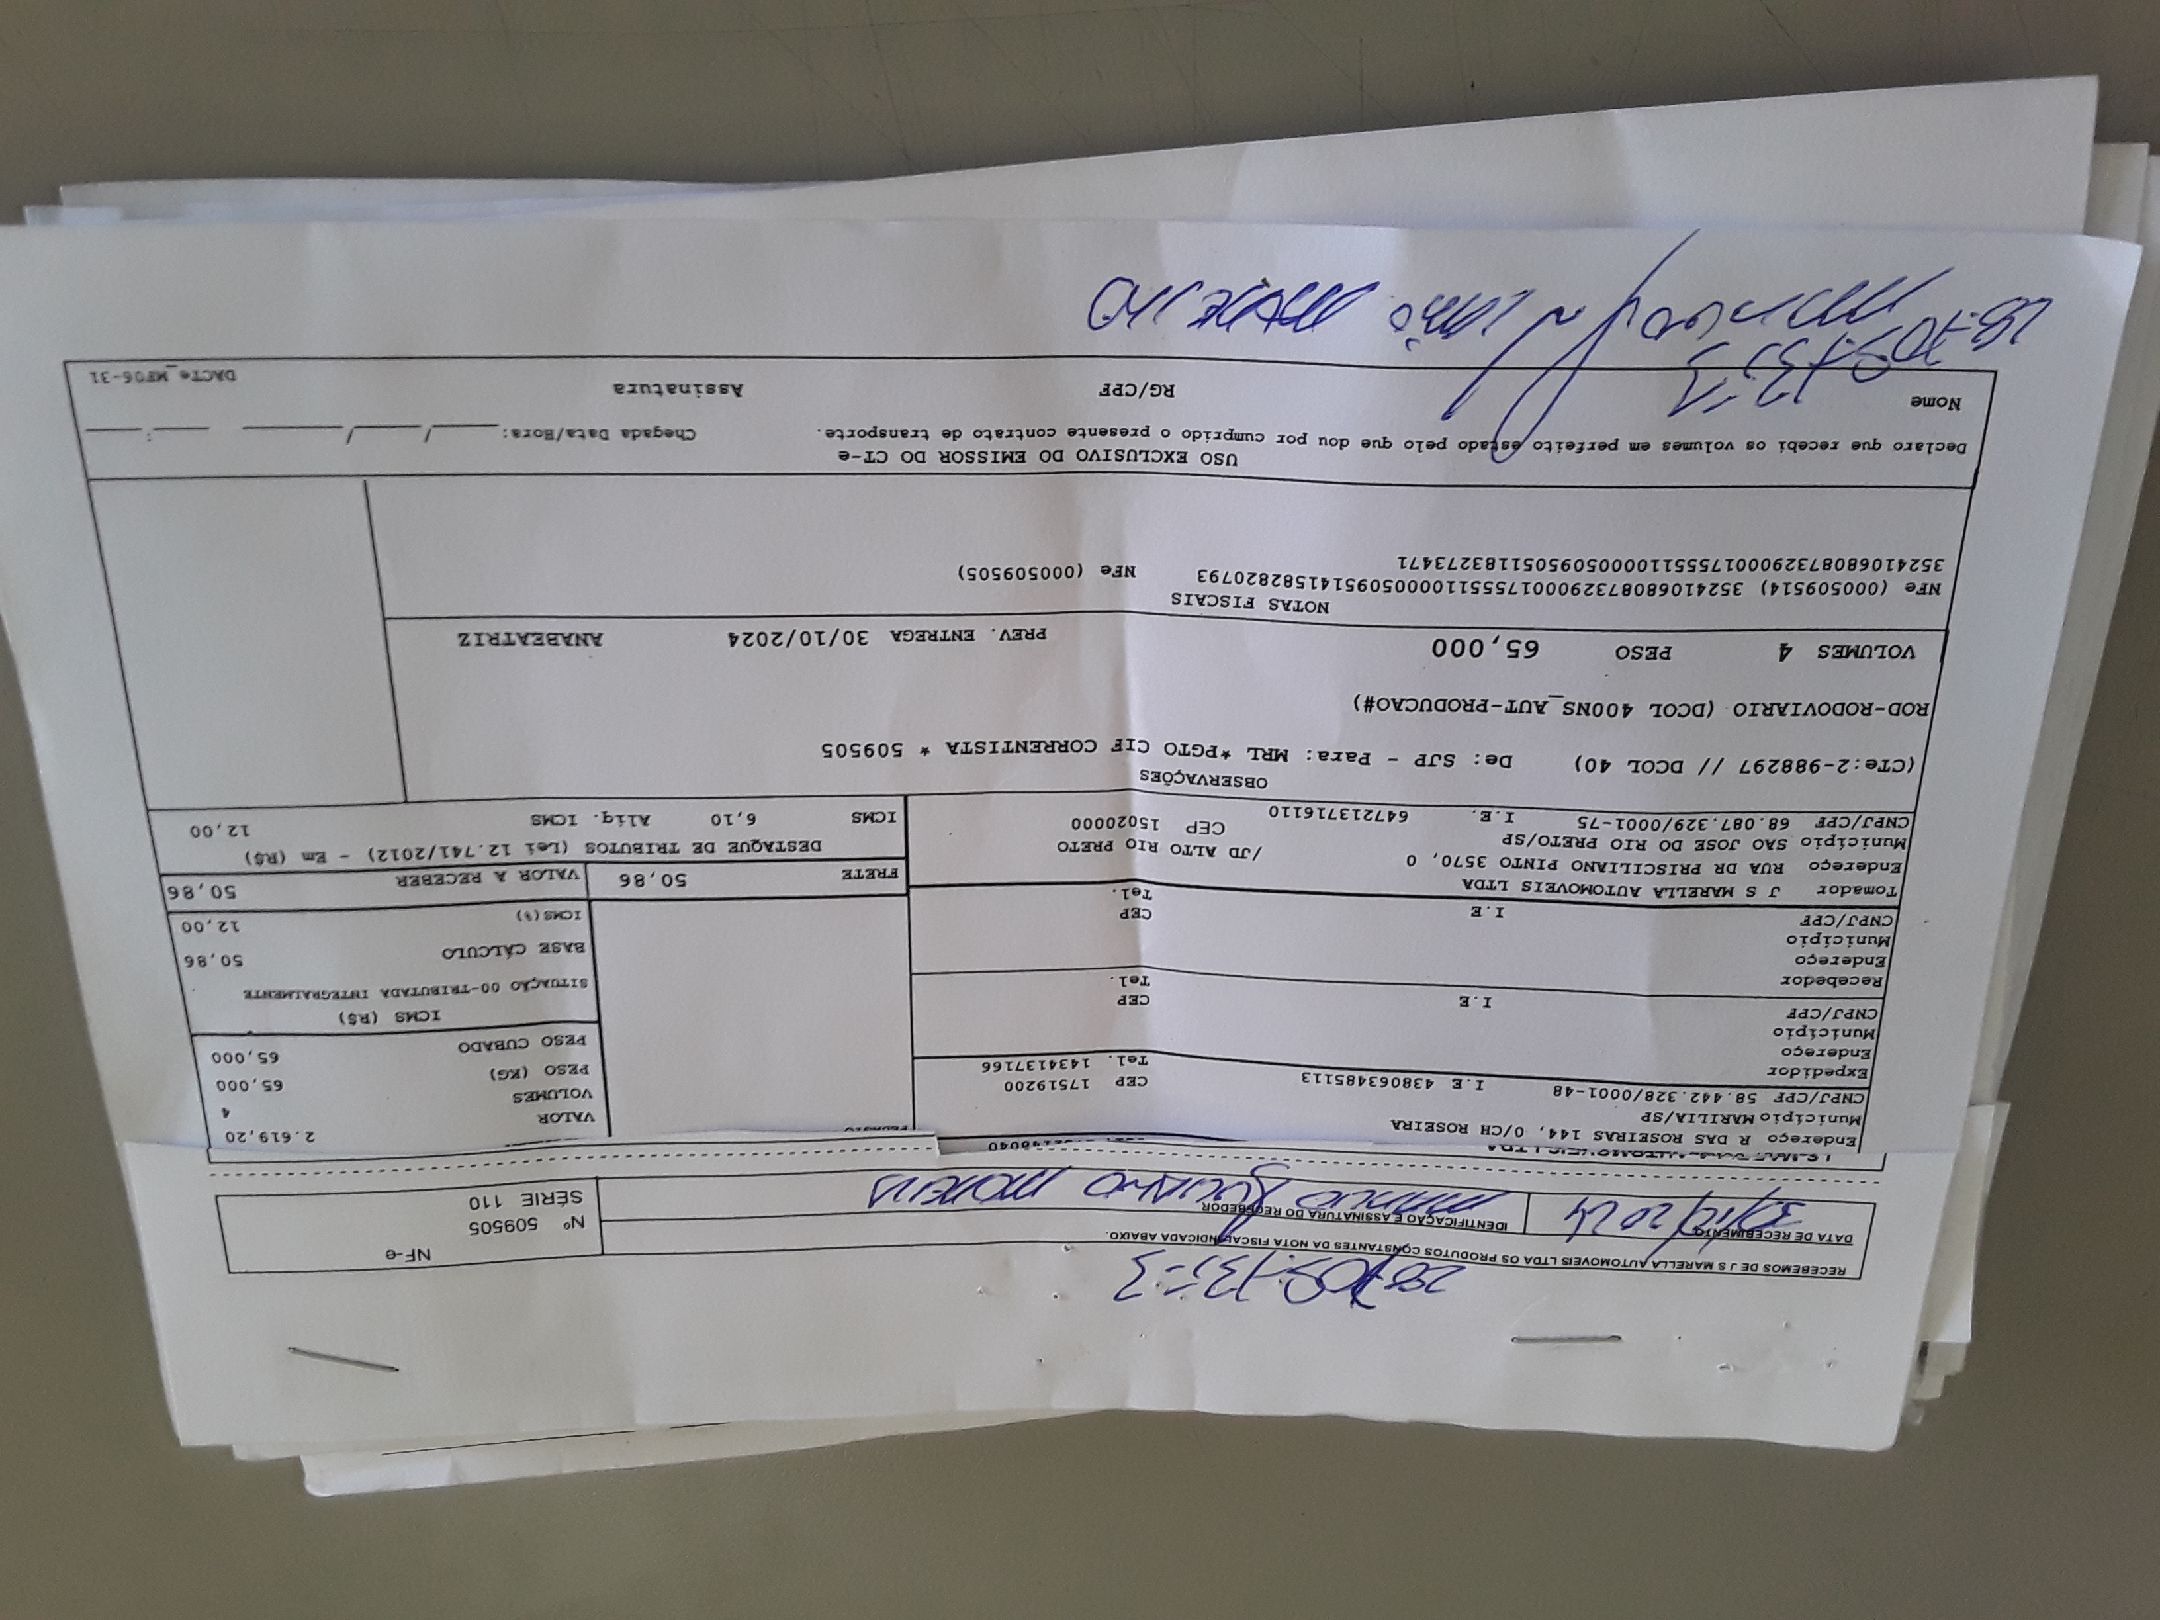 RECEBEMOS DE J S MARELLA AUTOMOVEIS LTDA OS PRODUTOS CONSTANTES DA NOTA FISCAL INDICADA ABAIXO.
NF-e
DATA DE RECEBIMENTO
IDENTIFICAÇÃO E ASSINATURA DO RECEBEDOR
Nº 509505
SÉRIE 110
Endereço R DAS ROSEIRAS 144, 0/CH ROSEIRA
Município MARILIA/SP CEP 17519200
CNPJ/CPF 58.442.328/0001-48 I.E 438063485113 Tel. 1434137166
Expedidor
Endereço
Município CEP
CNPJ/CPF I.E Tel.
Recebedor
Endereço
Município CEP
CNPJ/CPF I.E Tel.
Tomador J S MARELLA AUTOMOVEIS LTDA
Endereço RUA DR PRISCILIANO PINTO 3570, 0 /JD ALTO RIO PRETO
Município SAO JOSE DO RIO PRETO/SP CEP 15020000
CNPJ/CPF 68.087.329/0001-75 I.E. 647213716110
VALOR 2.619,20
VOLUMES 4
PESO (KG) 65,000
PESO CUBADO 65,000
ICMS (R$)
SITUAÇÃO 00-TRIBUTADA INTEGRALMENTE
BASE CÁLCULO 50,86
ICMS(%) 12,00
FRETE 50,86 VALOR A RECEBER 50,86
DESTAQUE DE TRIBUTOS (Lei 12.741/2012) - Em (R$)
ICMS 6,10 Aliq. ICMS 12,00
OBSERVAÇÕES
(CTe:2-988297 // DCOL 40) De: SJP - Para: MRL *PGTO CIF CORRENTISTA * 509505
ROD-RODOVIARIO (DCOL 400NS_AUT-PRODUCAO#)
VOLUMES 4 PESO 65,000 PREV. ENTREGA 30/10/2024 ANABEATRIZ
NOTAS FISCAIS
NFe (000509514) 35241068087329000175551100005095141582820793 NFe (000509505)
35241068087329000175551100005095051183273471
USO EXCLUSIVO DO EMISSOR DO CT-e
Declaro que recebi os volumes em perfeito estado pelo que dou por cumprido o presente contrato de transporte. Chegada Data/Hora: ____/____/______ ___:___
Nome RG/CPF Assinatura DACTe_MF06-31